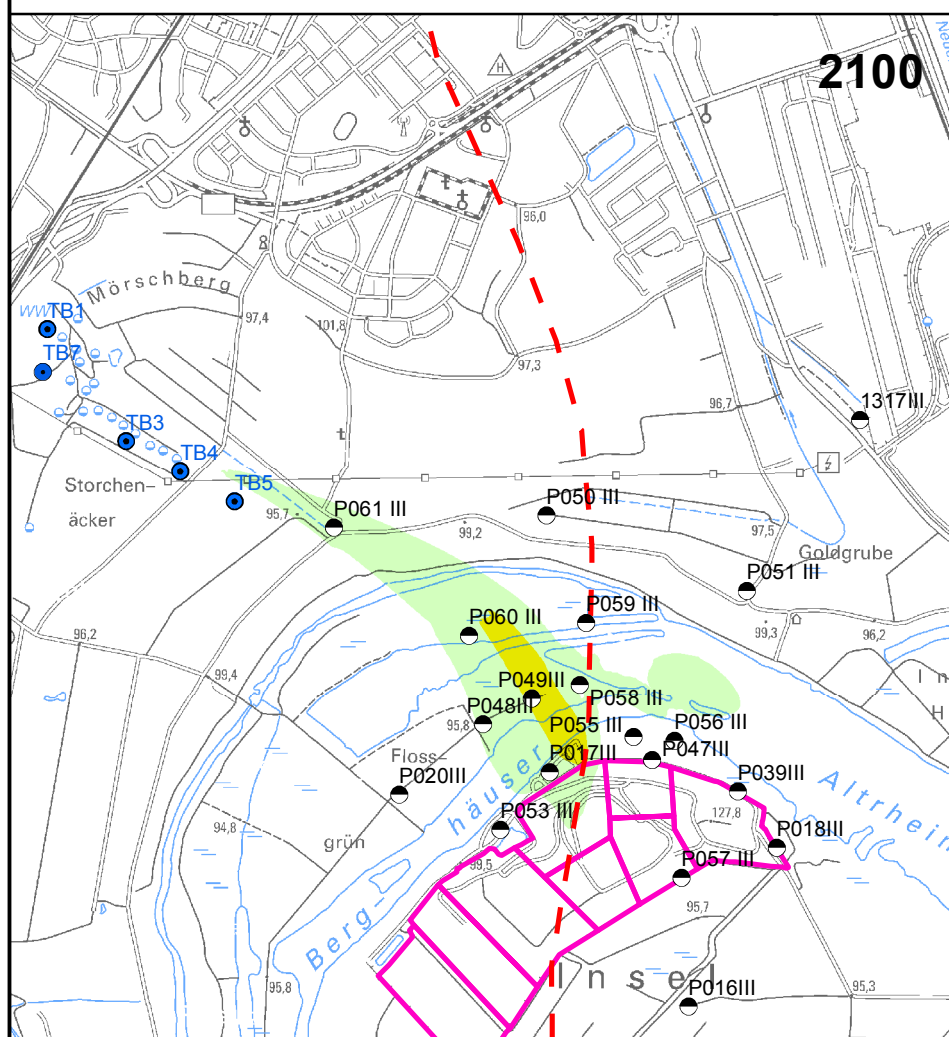 2100
H
96,0
Mörschberg
WW
TB1
97,4
101,8
TB7
97,3
96,7
1317III
TB3
TB4
Storchen-
äcker
TB5
95,7
P061 III
99,2
P050 III
97,5
Goldgrube
P051 III
P059 III
P060 III
96,2
99,3
96,2
99,4
I n
H
P049III
P058 III
P048III
95,8
P055 III
P056 III
Floss-
grün
P017III
P047III
P020III
P039III
Altrhein
127,8
94,8
P053 III
P018III
99,5
P057 III
Berg-
häuser
95,7
95,8
Insel
P016III
95,3